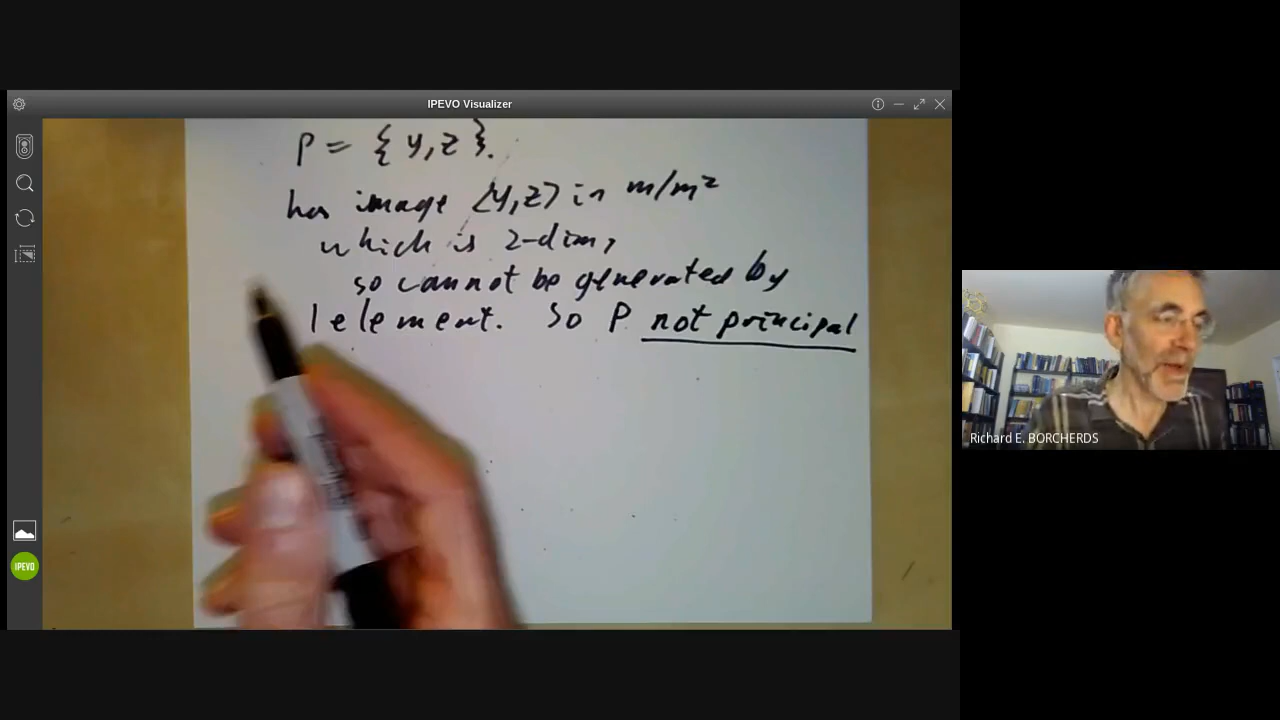 IPEVO Visualizer
P = { y, z }.
has image <y,z> in m/m²
which is 2-dim,
so cannot be generated by
1 element. So P not principal
Richard E. BORCHERDS
IPEVO